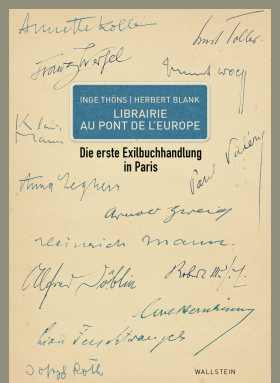 Annette Kolb
Ernst Toller
Franz Werfel
INGE THÖNS | HERBERT BLANK
LIBRAIRIE
AU PONT DE L'EUROPE
Klaus
Mann
Die erste Exilbuchhandlung
in Paris
Paul Valéry
Anna Seghers
Arnold Zweig
Heinrich Mann
Alfred Döblin
Robert
Lion Feuchtwanger
Joseph Roth
WALLSTEIN